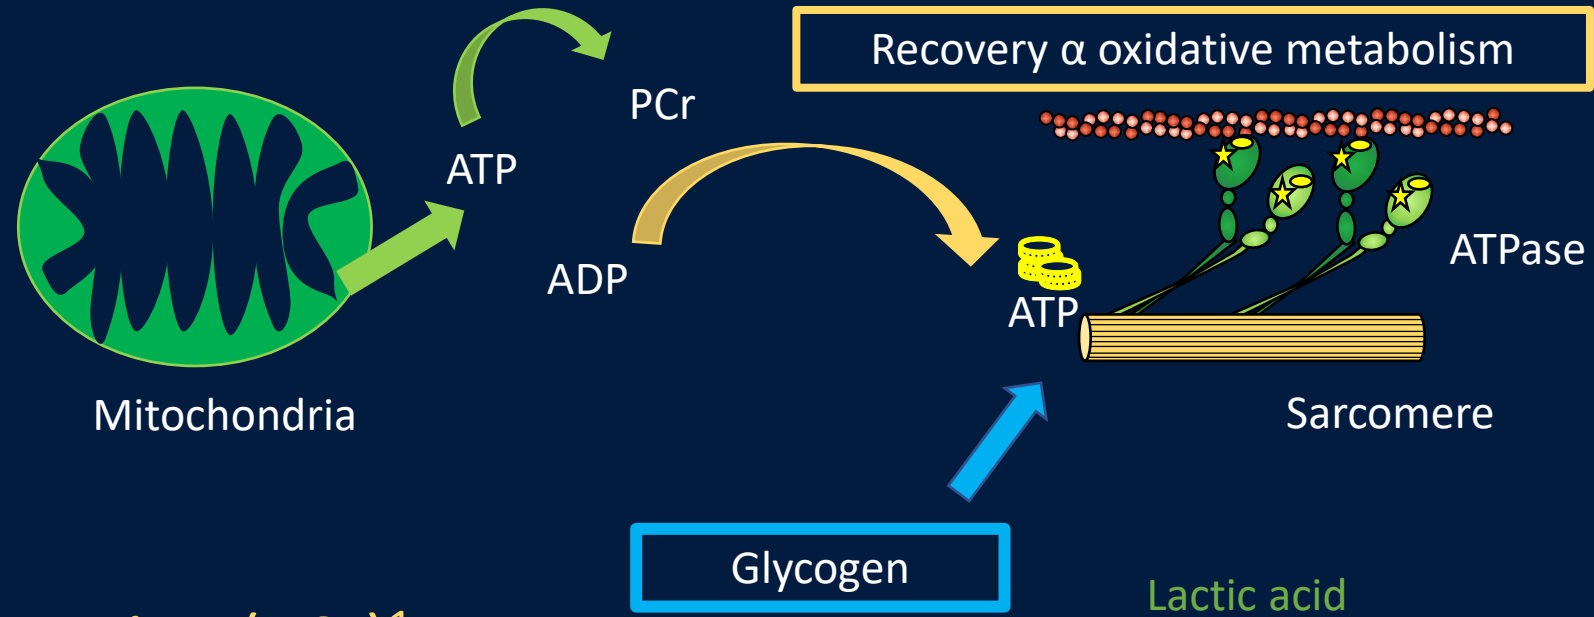 Recovery α oxidative metabolism
PCr
ATP
ADP
ATPase
ATP
Mitochondria
Sarcomere
Glycogen
Lactic acid